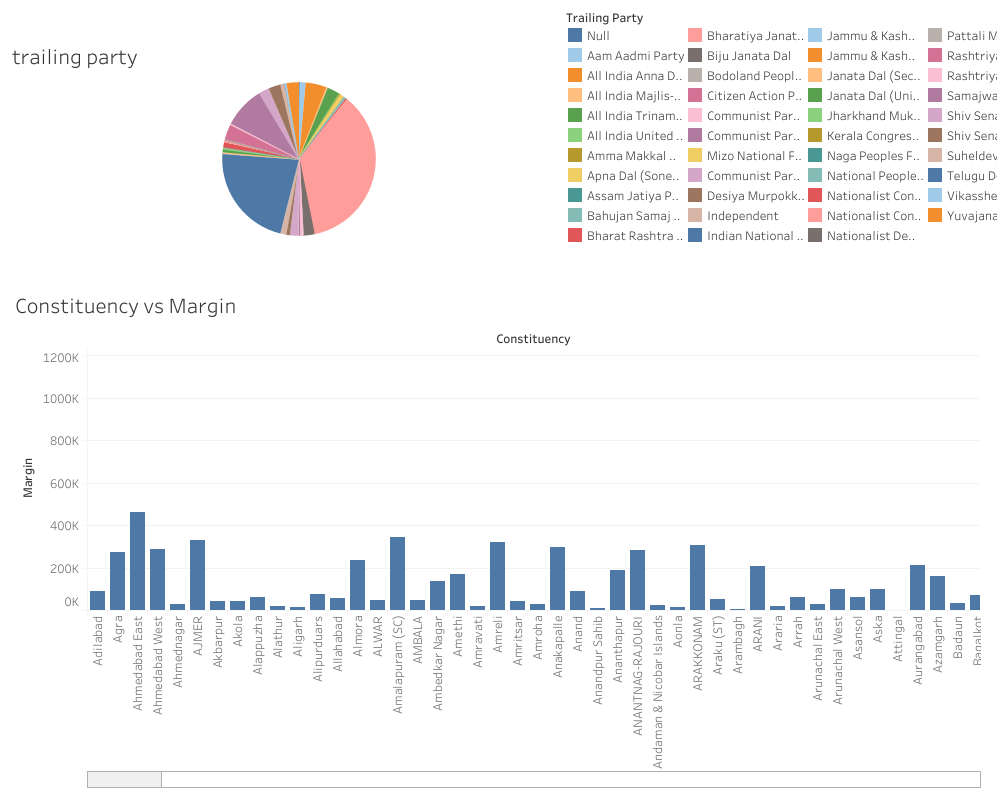 trailing party
Trailing Party
Null
Aam Aadmi Party
All India Anna D..
All India Majlis-..
All India Trinam..
All India United ..
Amma Makkal ..
Apna Dal (Sone..
Assam Jatiya P..
Bahujan Samaj ..
Bharat Rashtra ..
Bharatiya Janat..
Biju Janata Dal
Bodoland Peopl..
Citizen Action P..
Communist Par..
Communist Par..
Mizo National F..
Communist Par..
Desiya Murpokk..
Independent
Indian National ..
Jammu & Kash..
Jammu & Kash..
Janata Dal (Sec..
Janata Dal (Uni..
Jharkhand Muk..
Kerala Congres..
Naga Peoples F..
National People..
Nationalist Con..
Nationalist Con..
Nationalist De..
Pattali M
Rashtriya
Rashtriya
Samajwa
Shiv Sena
Shiv Sena
Suheldev
Telugu D
Vikasshe
Yuvajana
Constituency vs Margin
Constituency
Margin
1200K
1000K
800K
600K
400K
200K
0K
Adilabad
Agra
Ahmedabad East
Ahmedabad West
Ahmednagar
AJMER
Akbarpur
Akola
Alappuzha
Alathur
Aligarh
Alipurduars
Allahabad
Almora
ALWAR
Amalapuram (SC)
AMBALA
Ambedkar Nagar
Amethi
Amravati
Amreli
Amritsar
Amroha
Anakapalle
Anand
Anandpur Sahib
Ananthapur
ANANTNAG-RAJOURI
Andaman & Nicobar Islands
Aonla
ARAKKONAM
Araku (ST)
Arambagh
ARANI
Araria
Arrah
Arunachal East
Arunachal West
Asansol
Aska
Attingal
Aurangabad
Azamgarh
Badaun
Bagalkot